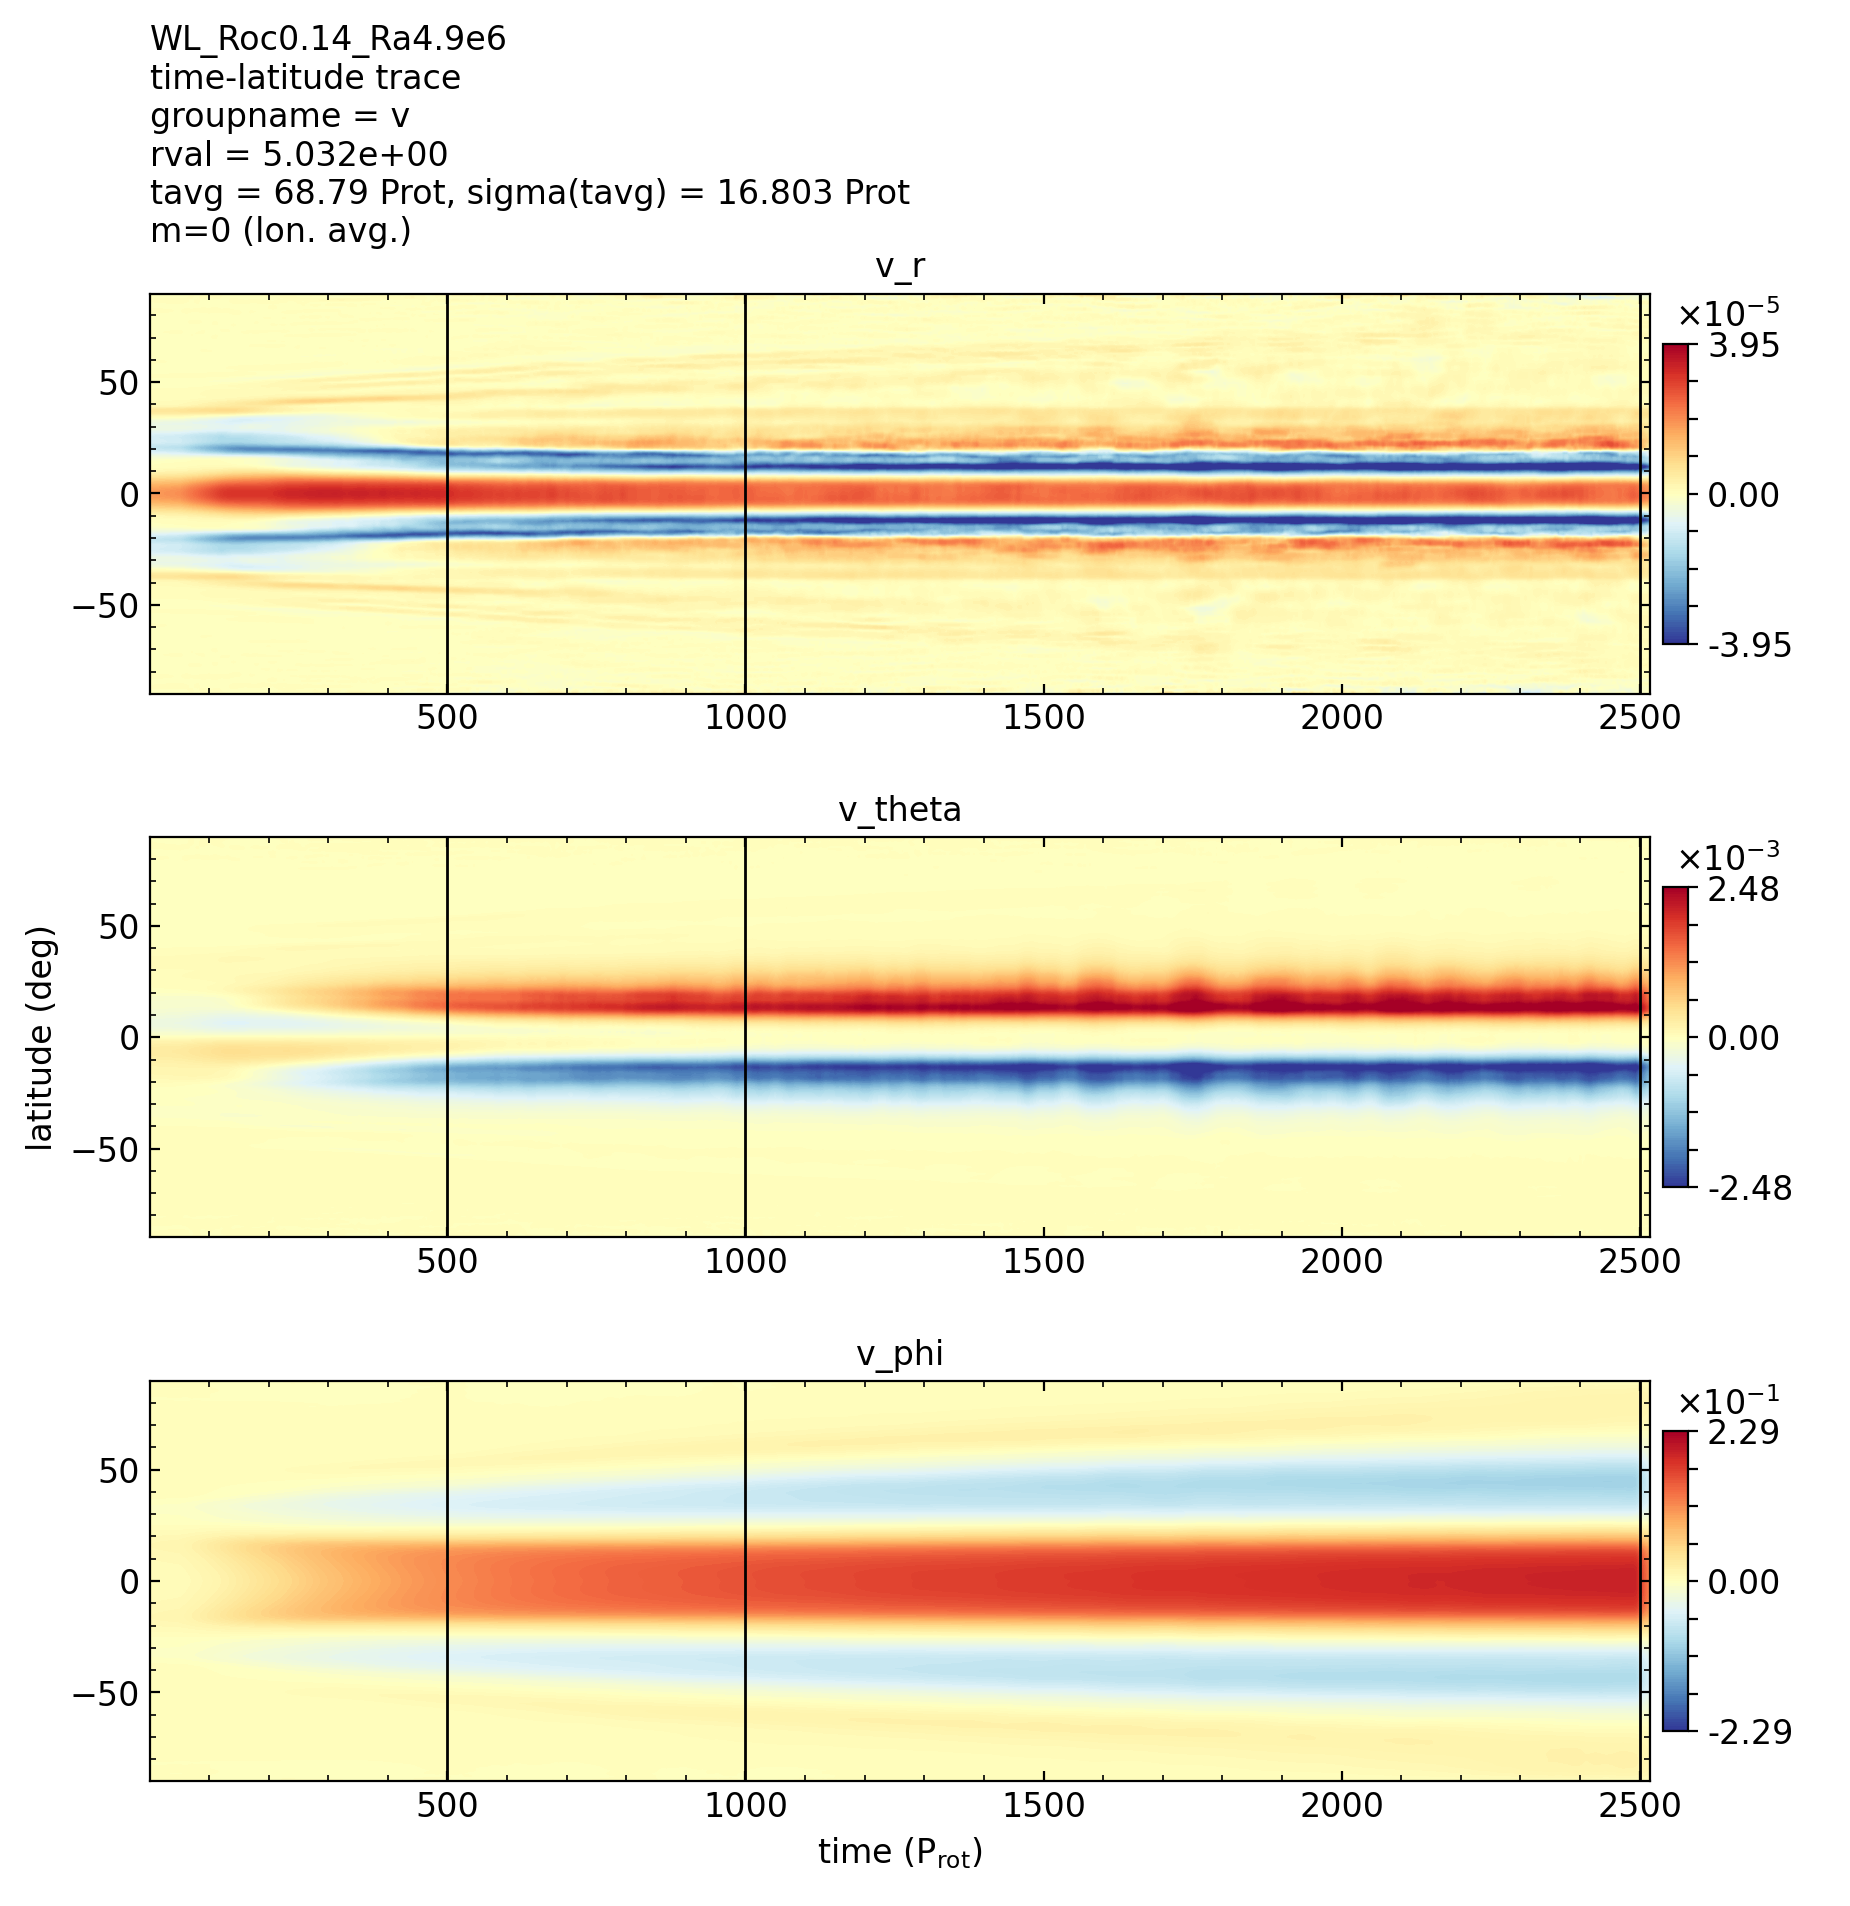 WL_Roc0.14_Ra4.9e6
time-latitude trace
groupname = v
rval = 5.032e+00
tavg = 68.79 Prot, sigma(tavg) = 16.803 Prot
m=0 (lon. avg.)
v_r
×10⁻⁵
3.95
0.00
-3.95
50
0
−50
500 1000 1500 2000 2500
v_theta
×10⁻³
2.48
0.00
-2.48
latitude (deg)
50
0
−50
500 1000 1500 2000 2500
v_phi
×10⁻¹
2.29
0.00
-2.29
50
0
−50
500 1000 1500 2000 2500
time (P_rot)